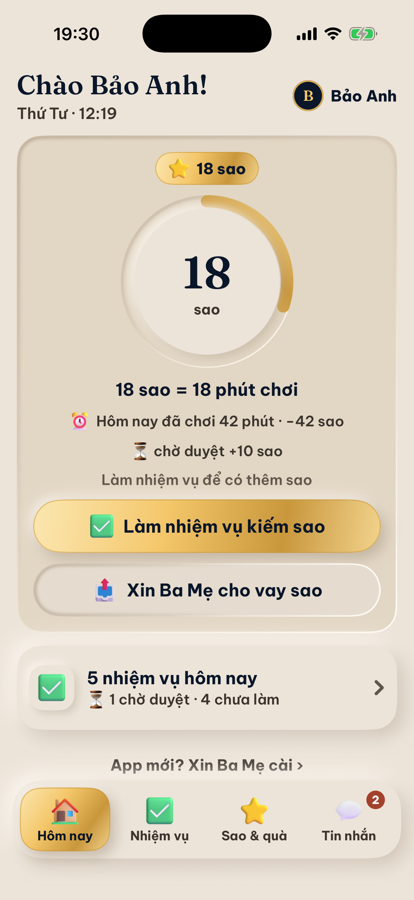 19:30
Chào Bảo Anh!
Thứ Tư · 12:19
B
Bảo Anh
18 sao
18
sao
18 sao = 18 phút chơi
Hôm nay đã chơi 42 phút · −42 sao
chờ duyệt +10 sao
Làm nhiệm vụ để có thêm sao
Làm nhiệm vụ kiếm sao
Xin Ba Mẹ cho vay sao
5 nhiệm vụ hôm nay
1 chờ duyệt · 4 chưa làm
App mới? Xin Ba Mẹ cài ›
2
Hôm nay
Nhiệm vụ
Sao & quà
Tin nhắn